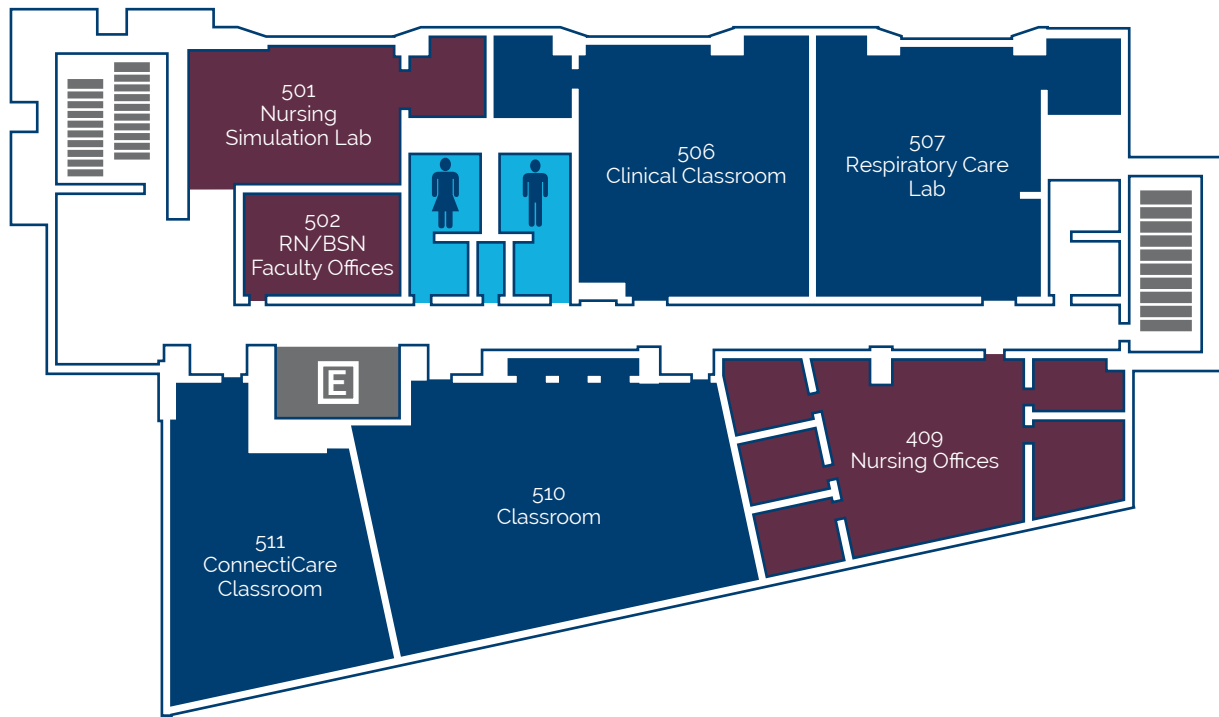 501
Nursing
Simulation Lab
502
RN/BSN
Faculty Offices
506
Clinical Classroom
507
Respiratory Care
Lab
E
409
Nursing Offices
510
Classroom
511
ConnectiCare
Classroom